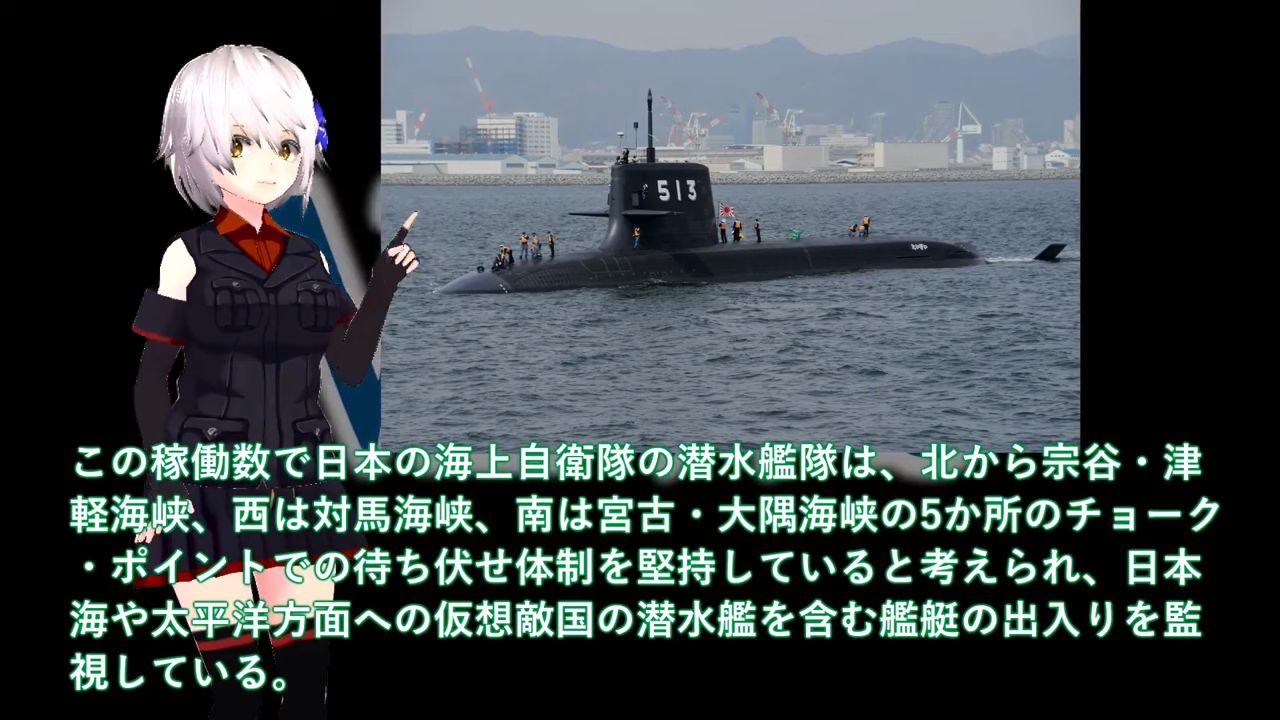 513
この稼働数で日本の海上自衛隊の潜水艦隊は、北から宗谷・津
軽海峡、西は対馬海峡、南は宮古・大隅海峡の5か所のチョーク
・ポイントでの待ち伏せ体制を堅持していると考えられ、日本
海や太平洋方面への仮想敵国の潜水艦を含む艦艇の出入りを監
視している。